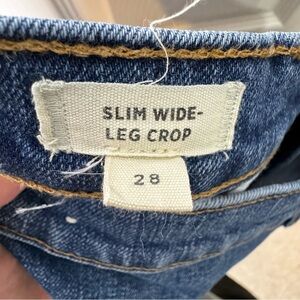 SLIM WIDE-
LEG CROP
28